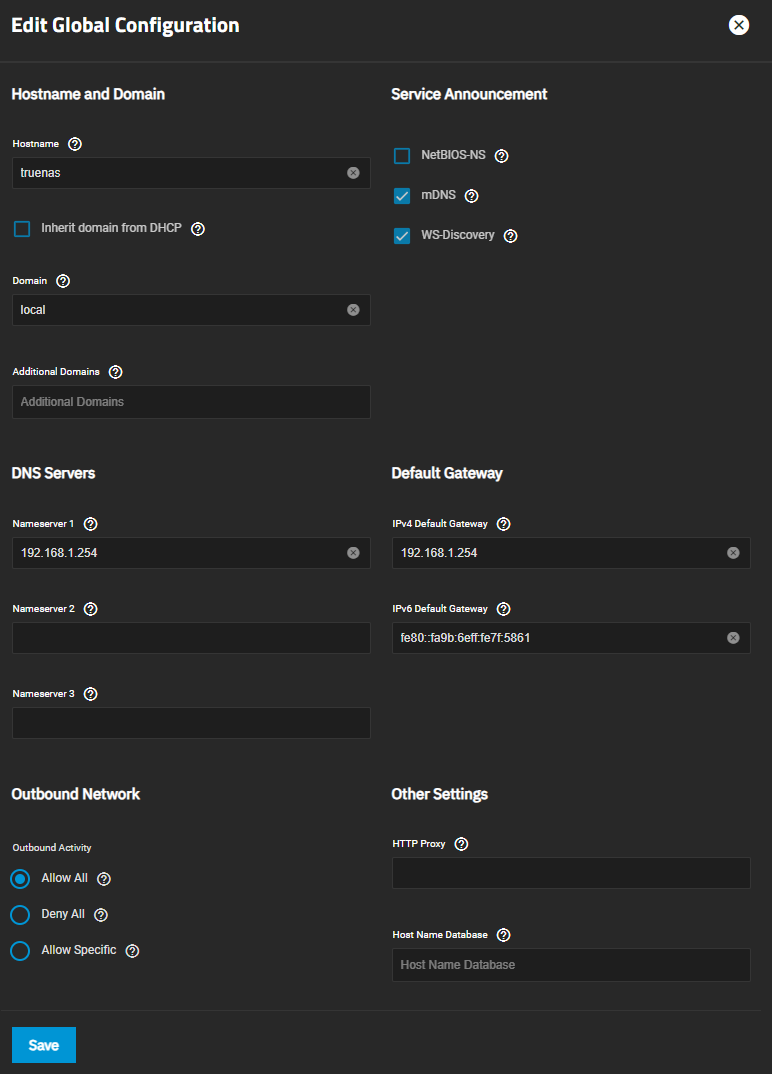 Edit Global Configuration
Hostname and Domain
Hostname
truenas
Inherit domain from DHCP
Domain
local
Additional Domains
Additional Domains
Service Announcement
NetBIOS-NS
mDNS
WS-Discovery
DNS Servers
Nameserver 1
192.168.1.254
Nameserver 2
Nameserver 3
Default Gateway
IPv4 Default Gateway
192.168.1.254
IPv6 Default Gateway
fe80::fa9b:6eff:fe7f:5861
Outbound Network
Outbound Activity
Allow All
Deny All
Allow Specific
Other Settings
HTTP Proxy
Host Name Database
Host Name Database
Save